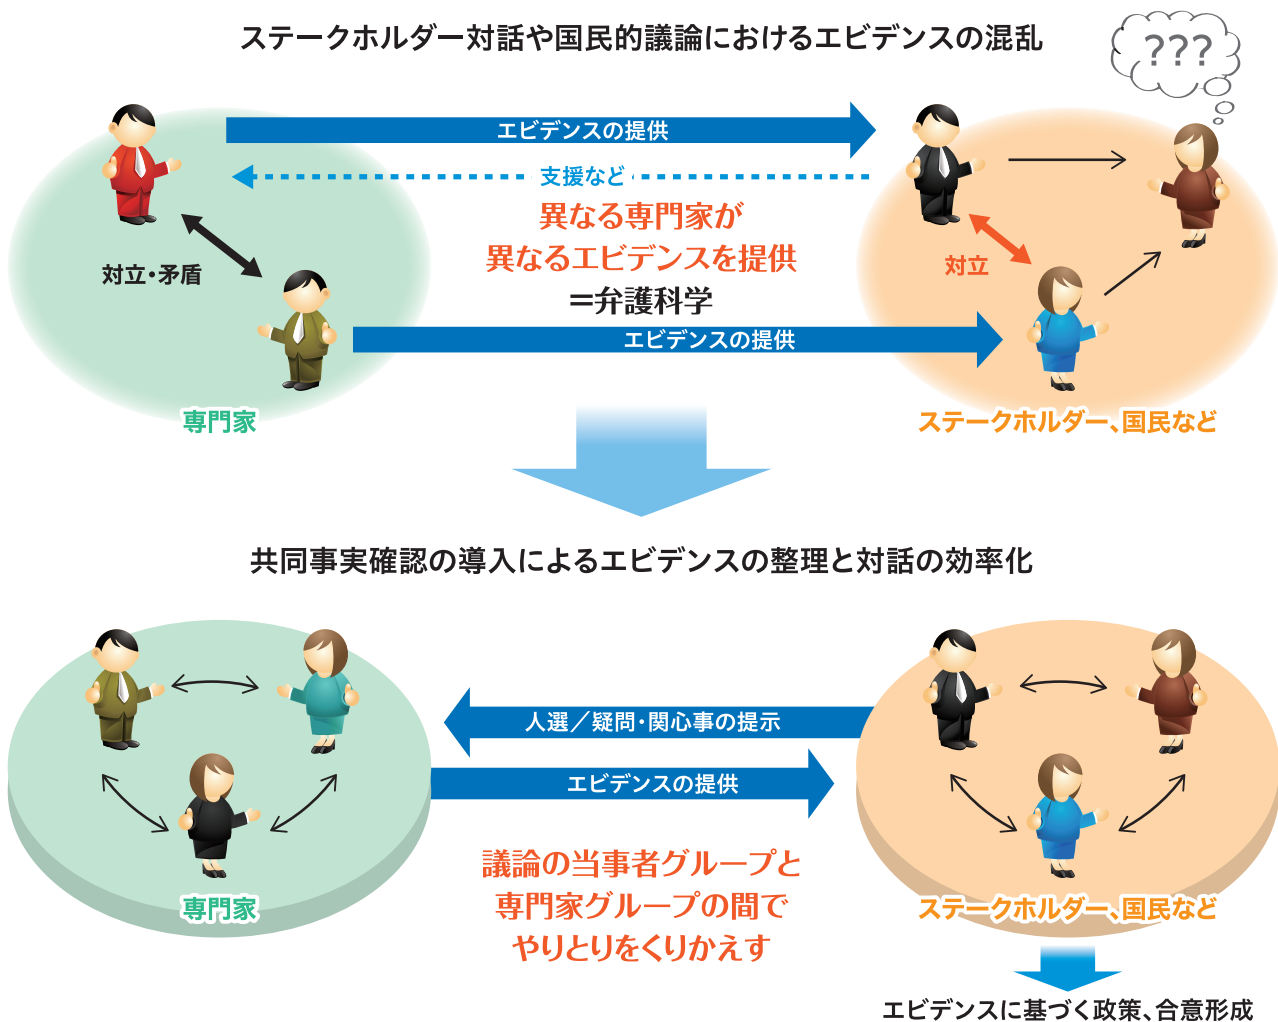 ステークホルダー対話や国民的議論におけるエビデンスの混乱
???
エビデンスの提供
支援など
異なる専門家が
異なるエビデンスを提供
＝弁護科学
対立・矛盾
対立
エビデンスの提供
専門家
ステークホルダー、国民など
共同事実確認の導入によるエビデンスの整理と対話の効率化
人選／疑問・関心事の提示
エビデンスの提供
議論の当事者グループと
専門家グループの間で
やりとりをくりかえす
専門家
ステークホルダー、国民など
エビデンスに基づく政策、合意形成